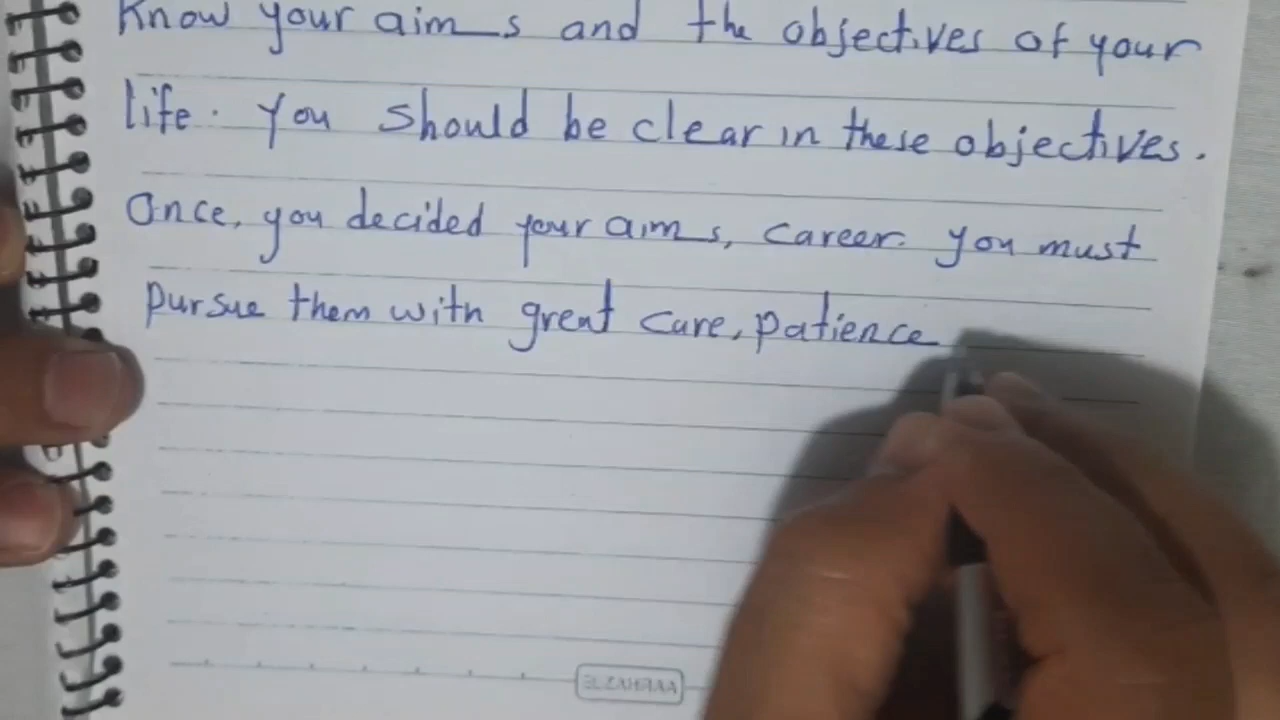 Know your aims and the objectives of your
life. You should be clear in these objectives.
Once, you decided your aims, career. you must
pursue them with great care, patience
ELZAHRAA